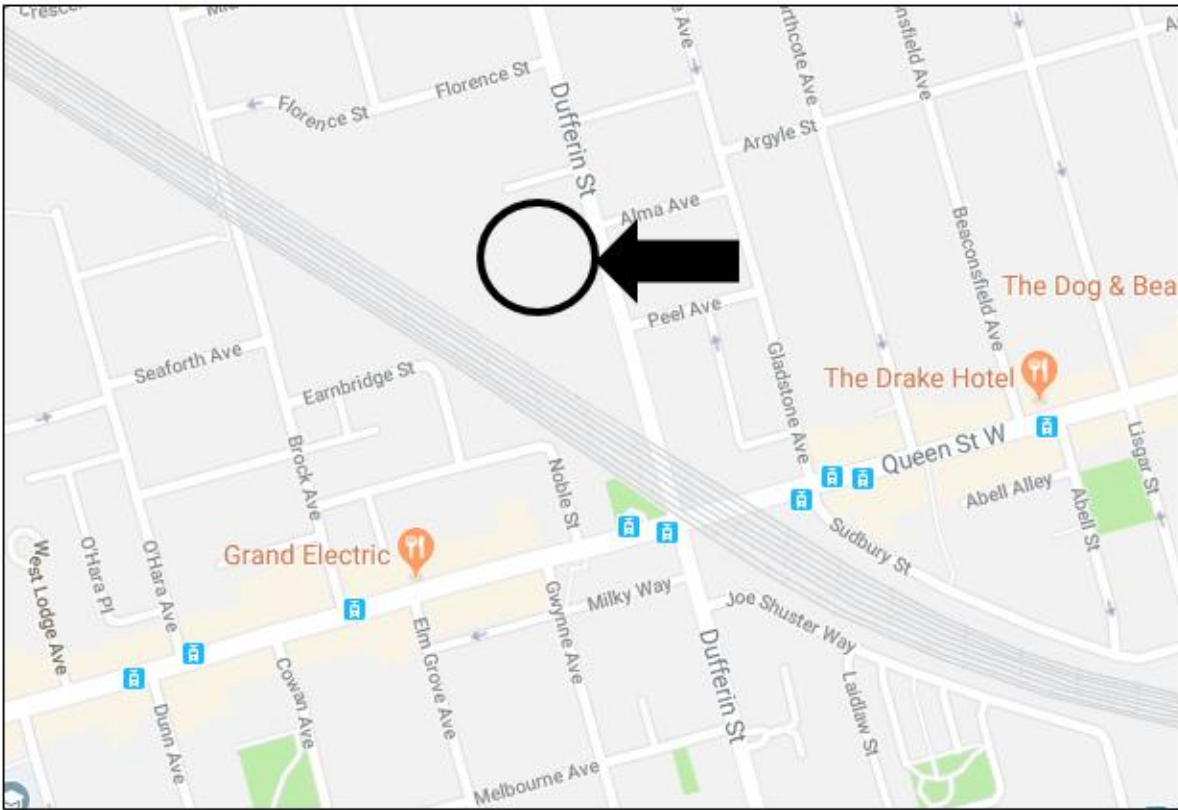 Florence St
Florence St
Dufferin St
Argyle St
Alma Ave
Beaconsfield Ave
The Dog & Bea
Peel Ave
Seaforth Ave
Gladstone Ave
The Drake Hotel
Earnbridge St
Brock Ave
Noble St
Queen St W
Lisgar St
Abell Alley
Abell St
Grand Electric
Sudbury St
West Lodge Ave
O'Hara Pl
O'Hara Ave
Milky Way
Joe Shuster Way
Gwynne Ave
Elm Grove Ave
Dufferin St
Cowan Ave
Laidlaw St
Dunn Ave
Melbourne Ave